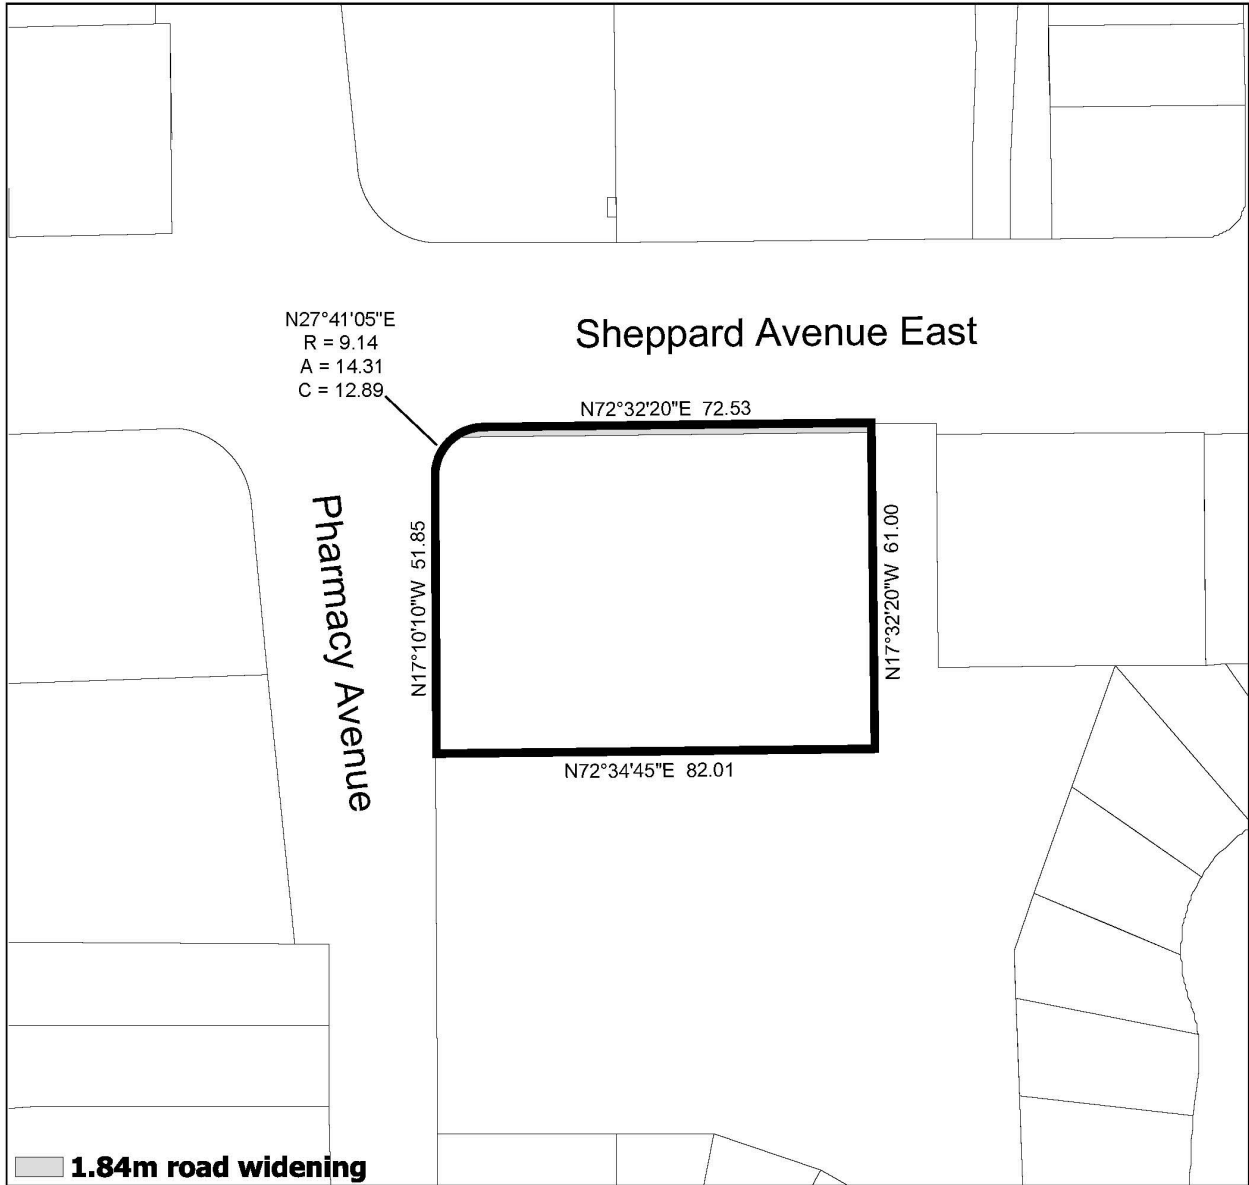 N27°41'05"E
R = 9.14
A = 14.31
C = 12.89
Sheppard Avenue East
N72°32'20"E 72.53
Pharmacy Avenue
N17°10'10"W 51.85
N17°32'20"W 61.00
N72°34'45"E 82.01
1.84m road widening